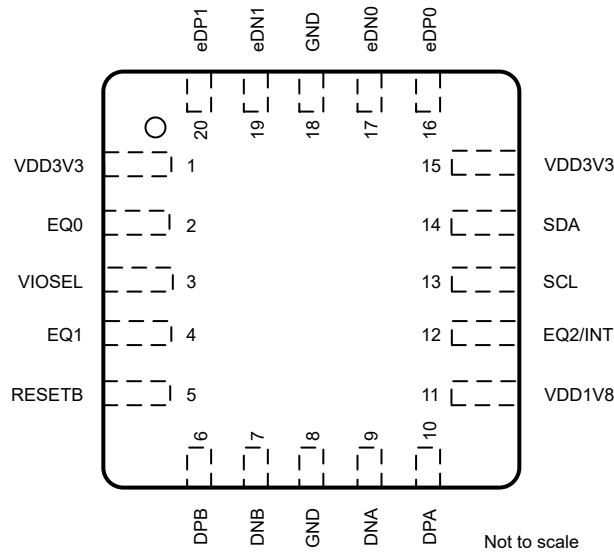 eDP1 eDN1 GND eDN0 eDP0
20 19 18 17 16
VDD3V3 1 15 VDD3V3
EQ0 2 14 SDA
VIOSEL 3 13 SCL
EQ1 4 12 EQ2/INT
RESETB 5 11 VDD1V8
6 7 8 9 10
DPB DNB GND DNA DPA
Not to scale